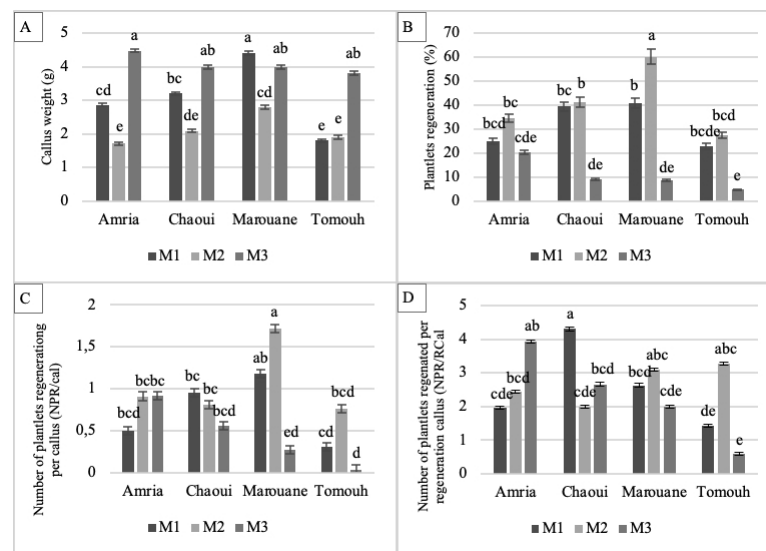 A
Callus weight (g)
5
4
3
2
1
0
cd e a
bc de ab
a e ab
e e ab
Amria Chaoui Marouane Tomouh
M1 M2 M3
B
Plantlets regeneration (%)
70
60
50
40
30
20
10
0
bcd bc cde
bc b de
b a de
bcde bcd e
Amria Chaoui Marouane Tomouh
M1 M2 M3
C
Number of plantlets regenerationg
per callus (NPR/cal)
2
1,5
1
0,5
0
bcd bcbc
bc bc bcd
ab a ed
cd bcd d
Amria Chaoui Marouane Tomouh
M1 M2 M3
D
Number of plantlets regenated per
regeneration callus (NPR/RCal
5
4
3
2
1
0
cde bcd ab
a cde bcd
bcd abc cde
de abc e
Amria Chaoui Marouane Tomouh
M1 M2 M3